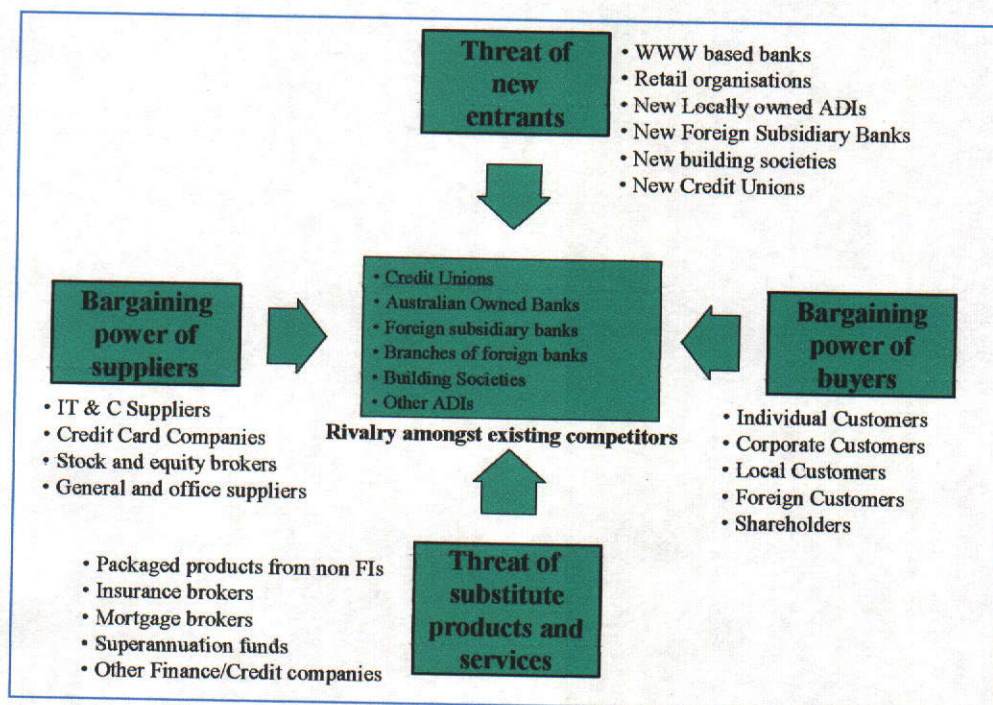 Threat of
new
entrants
• WWW based banks
• Retail organisations
• New Locally owned ADIs
• New Foreign Subsidiary Banks
• New building societies
• New Credit Unions
Bargaining
power of
suppliers
• IT & C Suppliers
• Credit Card Companies
• Stock and equity brokers
• General and office suppliers
• Credit Unions
• Australian Owned Banks
• Foreign subsidiary banks
• Branches of foreign banks
• Building Societies
• Other ADIs
Rivalry amongst existing competitors
Bargaining
power of
buyers
• Individual Customers
• Corporate Customers
• Local Customers
• Foreign Customers
• Shareholders
• Packaged products from non FIs
• Insurance brokers
• Mortgage brokers
• Superannuation funds
• Other Finance/Credit companies
Threat of
substitute
products and
services